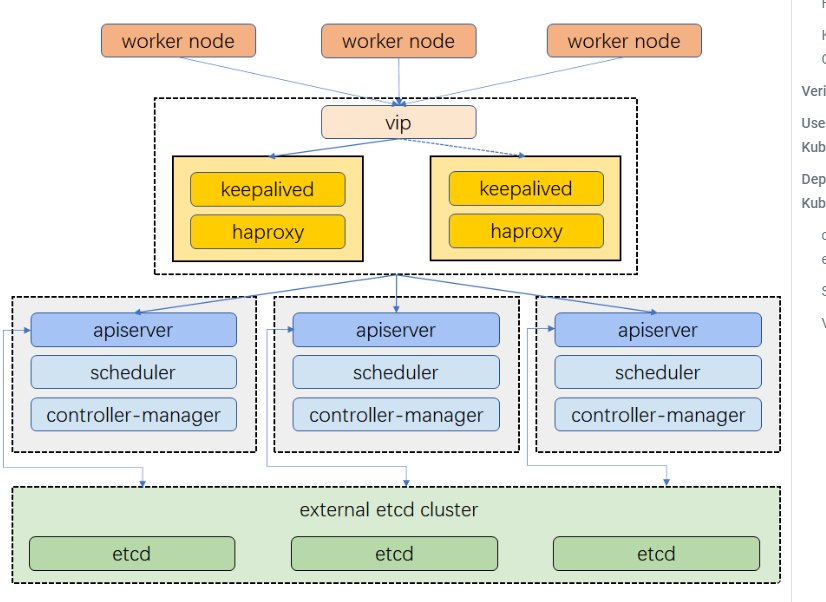 worker node
worker node
worker node
vip
keepalived
haproxy
keepalived
haproxy
apiserver
scheduler
controller-manager
apiserver
scheduler
controller-manager
apiserver
scheduler
controller-manager
external etcd cluster
etcd
etcd
etcd
Veri
Use
Kub
Dep
Kub